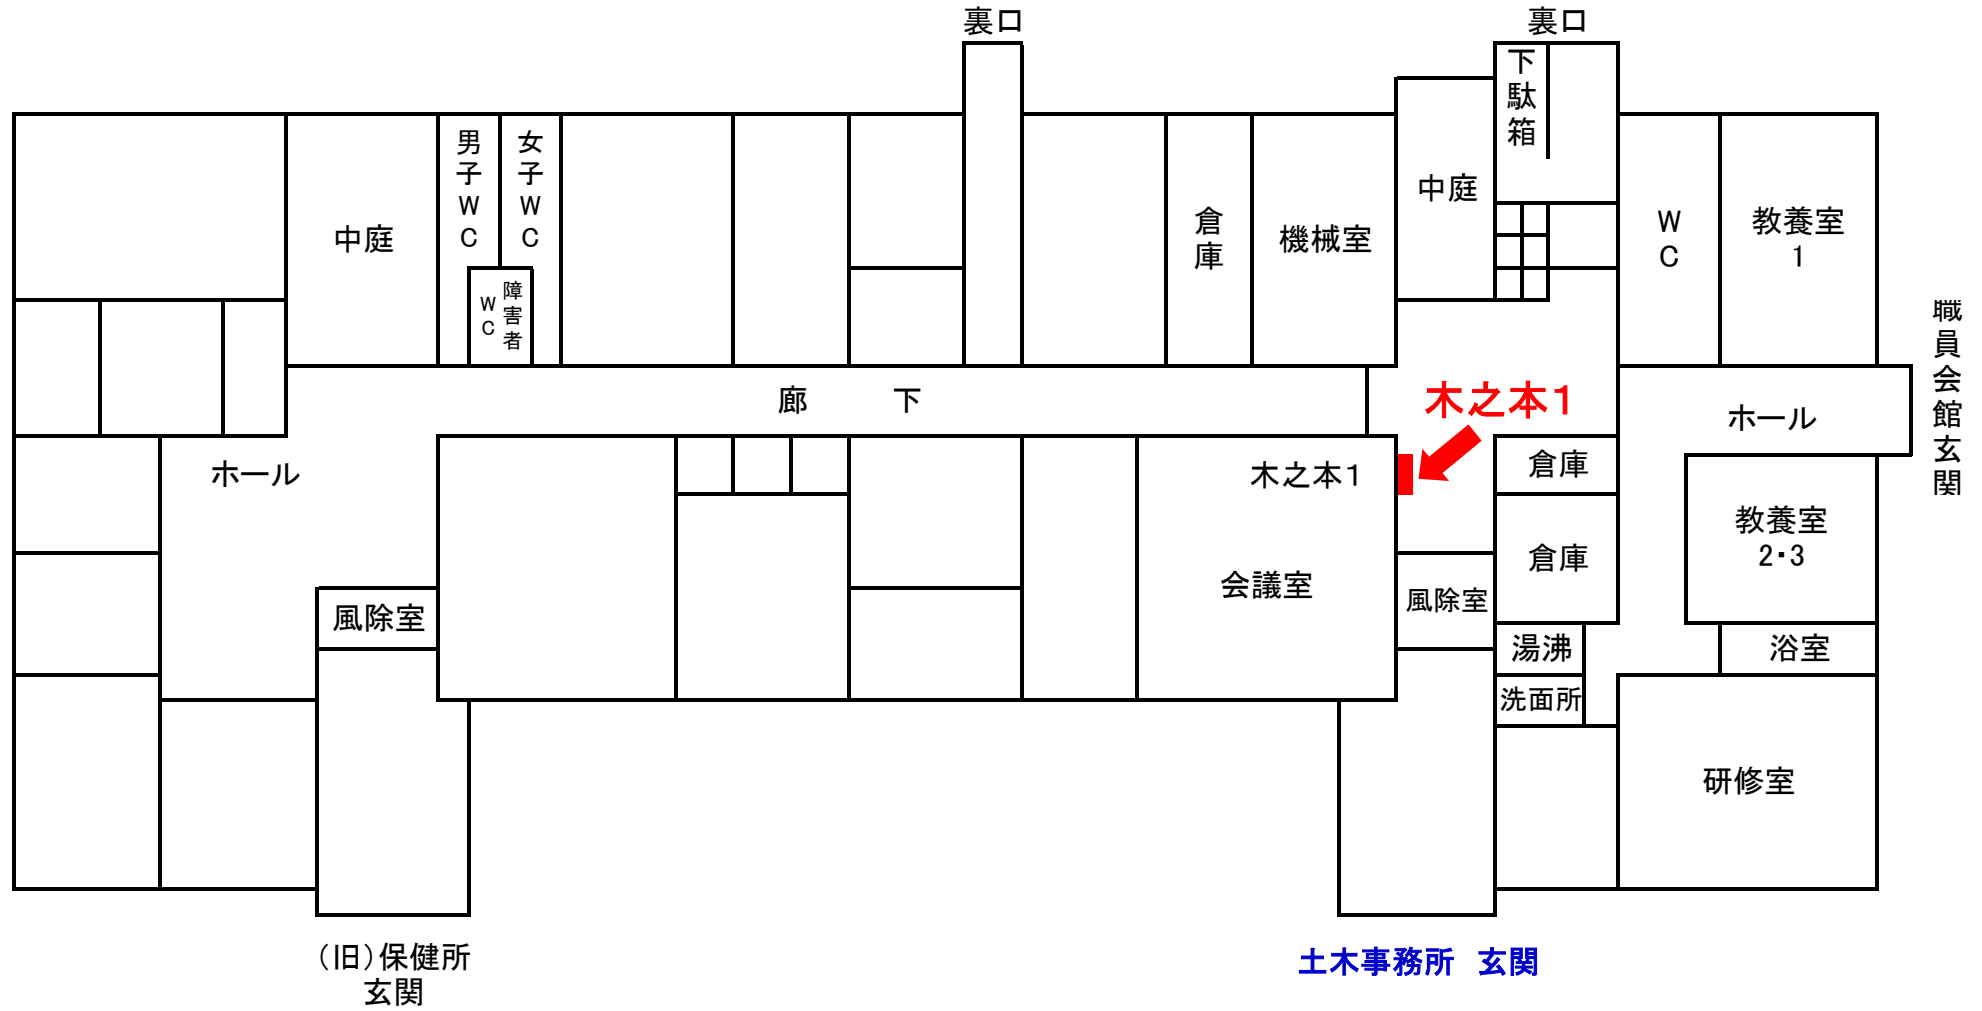 裏口
裏口
下駄箱
男子WC
女子WC
中庭
障害者
WC
倉庫
機械室
中庭
WC
教養室
1
職員会館玄関
廊　下
木之本1
ホール
ホール
木之本1
倉庫
教養室
2・3
会議室
倉庫
風除室
風除室
湯沸
浴室
洗面所
研修室
(旧)保健所
玄関
土木事務所　玄関